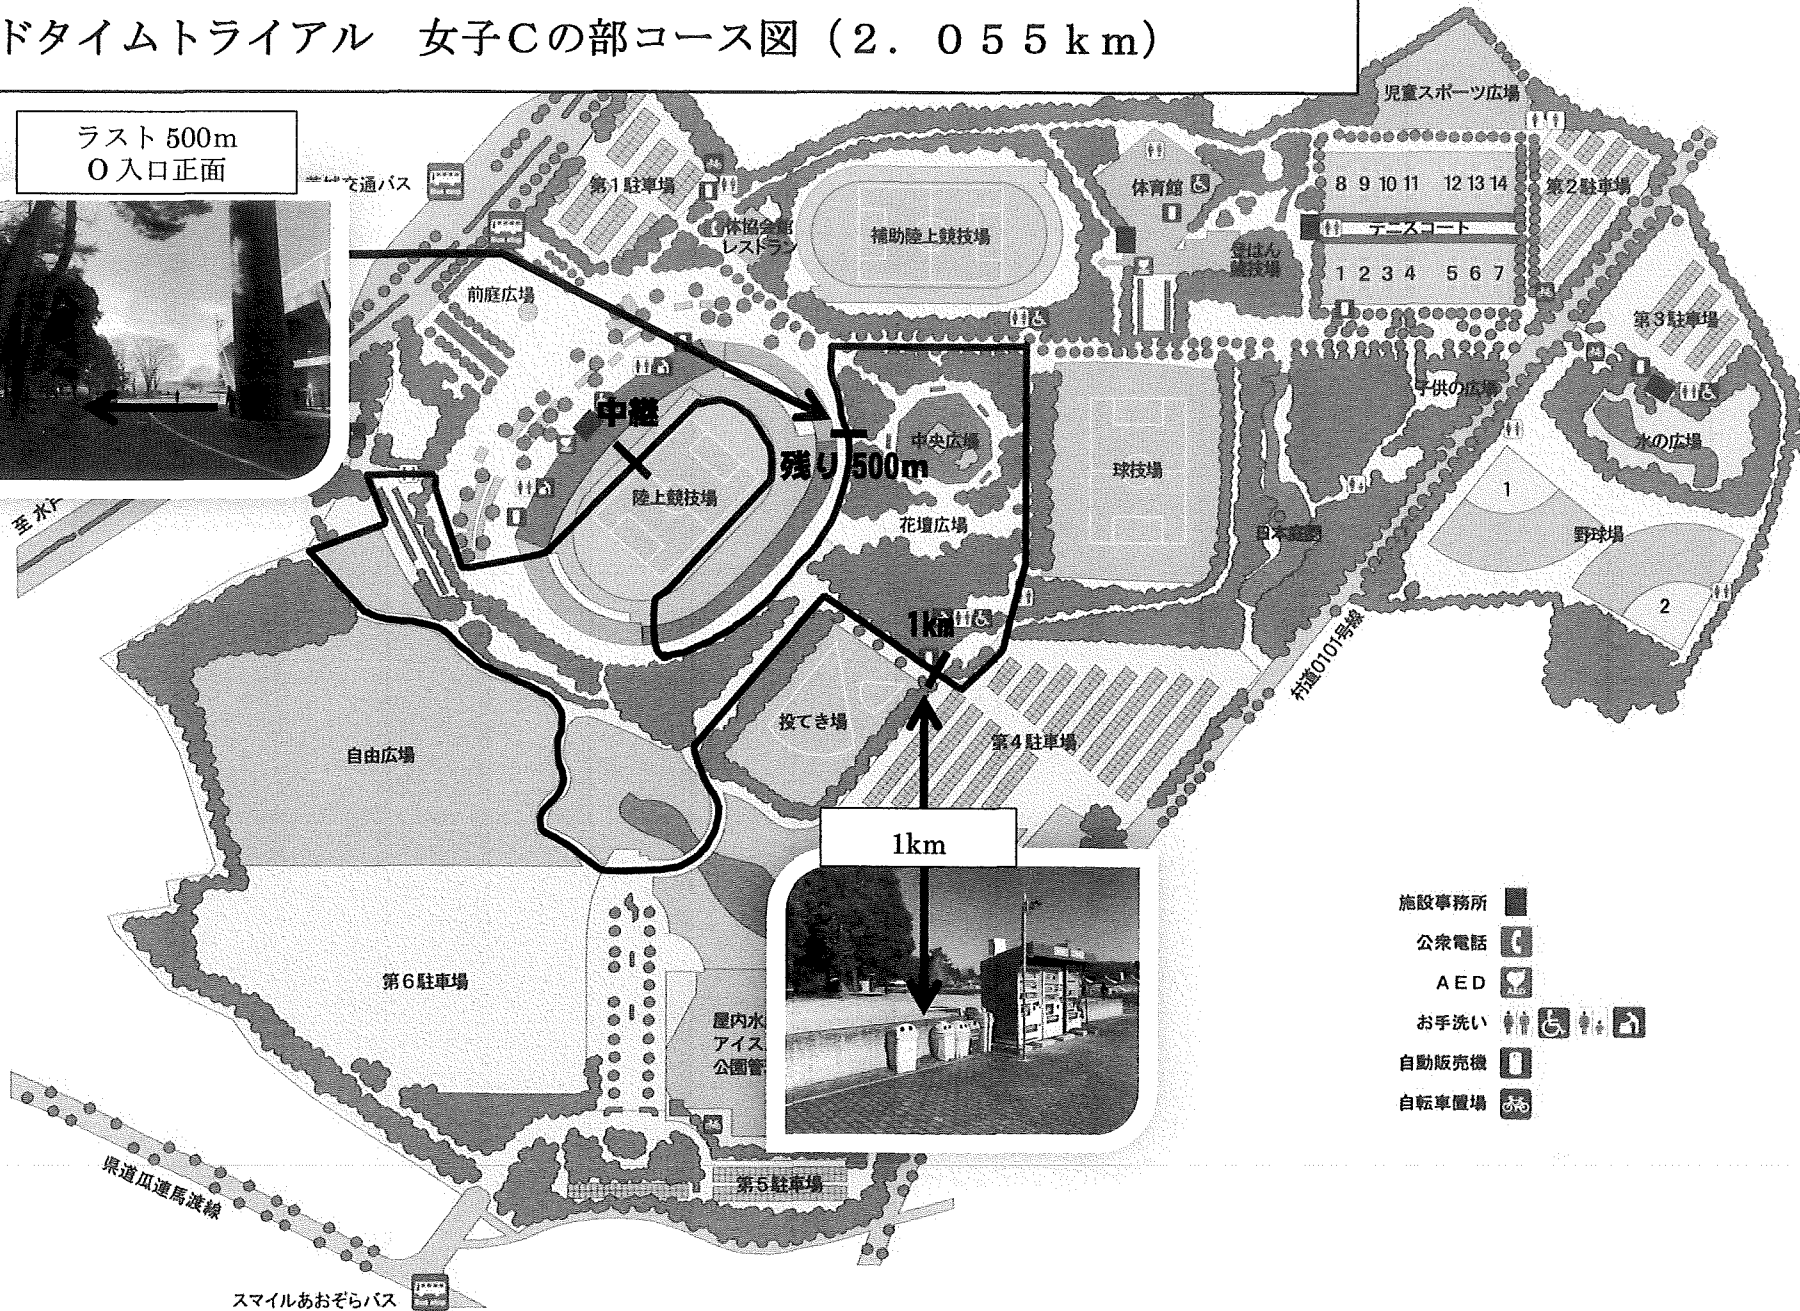 ドタイムトライアル　女子Cの部コース図（2．055km）
ラスト500m
O入口正面
交通バス
第1駐車場
体協会館
レストラン
前庭広場
補助陸上競技場
体育館
児童スポーツ広場
8 9 10 11 12 13 14
テニスコート
1 2 3 4 5 6 7
第2駐車場
第3駐車場
中継
残り500m
陸上競技場
中央広場
花壇広場
球技場
子供の広場
水の広場
日本庭園
野球場
1
2
至 水戸
1km
村道0101号線
投てき場
第4駐車場
自由広場
1km
第6駐車場
屋内水
アイス
公園管
第5駐車場
県道瓜連馬渡線
スマイルあおぞらバス
施設事務所
公衆電話
AED
お手洗い
自動販売機
自転車置場